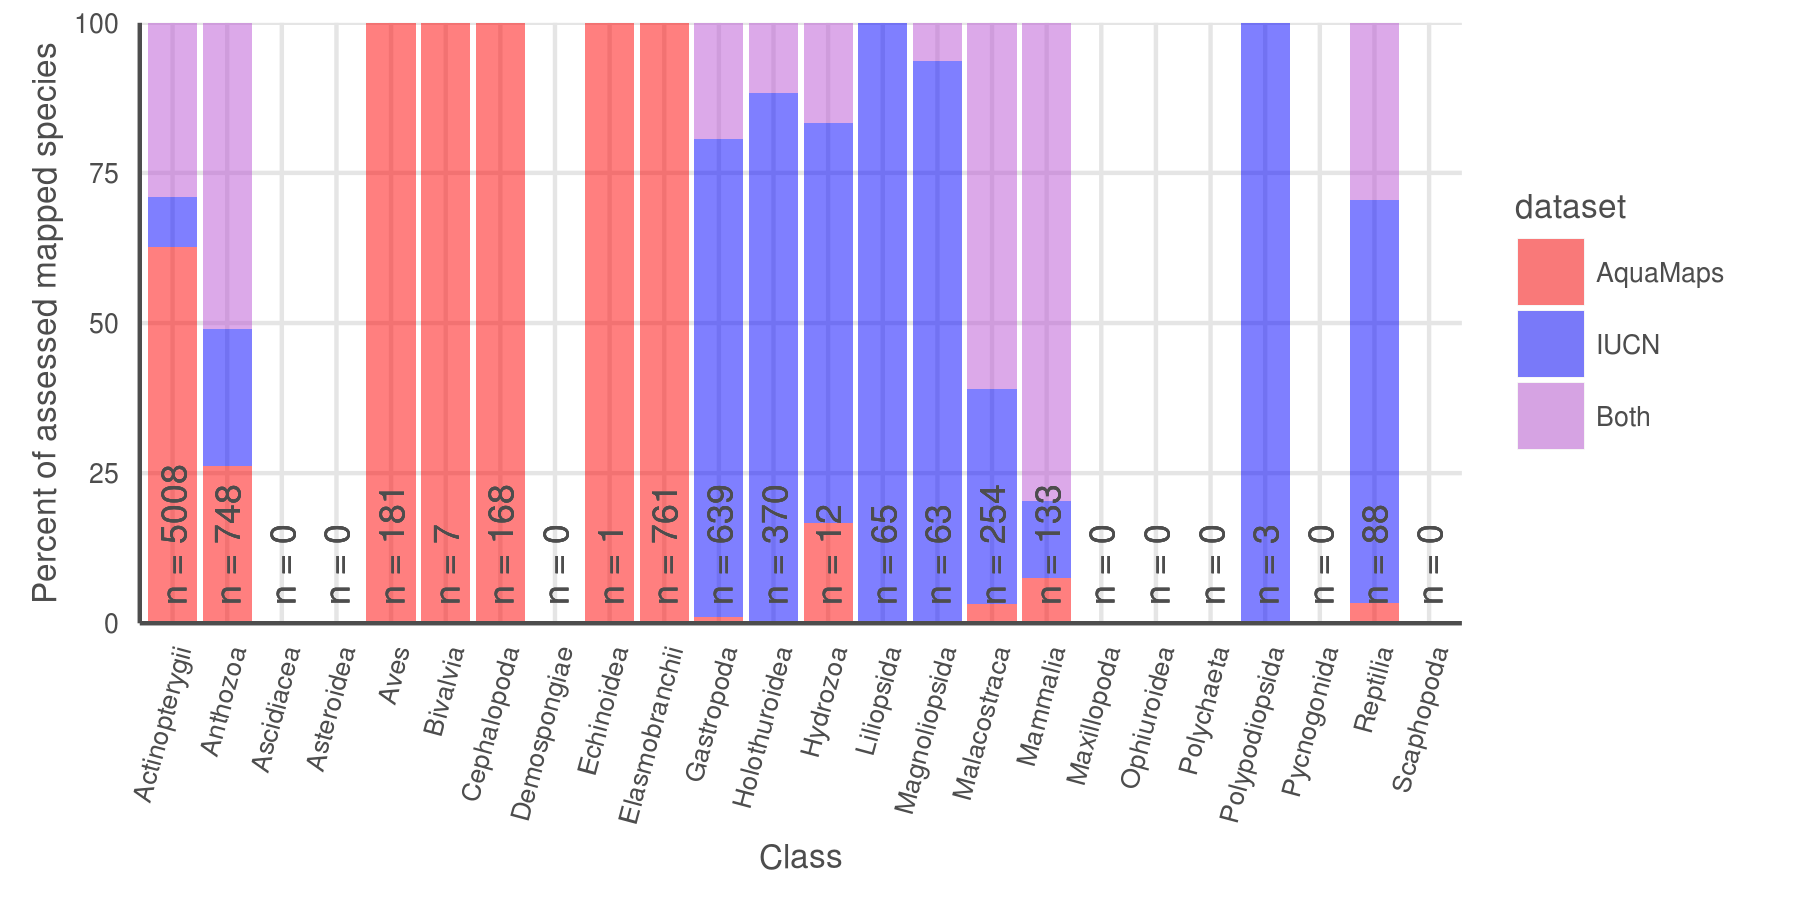 Percent of assessed mapped species
100
75
50
25
0
n = 5008
n = 748
n = 0
n = 0
n = 181
n = 7
n = 168
n = 0
n = 1
n = 761
n = 639
n = 370
n = 12
n = 65
n = 63
n = 254
n = 133
n = 0
n = 0
n = 0
n = 3
n = 0
n = 88
n = 0
Actinopterygii
Anthozoa
Ascidiacea
Asteroidea
Aves
Bivalvia
Cephalopoda
Demospongiae
Echinoidea
Elasmobranchii
Gastropoda
Holothuroidea
Hydrozoa
Liliopsida
Magnoliopsida
Malacostraca
Mammalia
Maxillopoda
Ophiuroidea
Polychaeta
Polypodiopsida
Pycnogonida
Reptilia
Scaphopoda
Class
dataset
AquaMaps
IUCN
Both